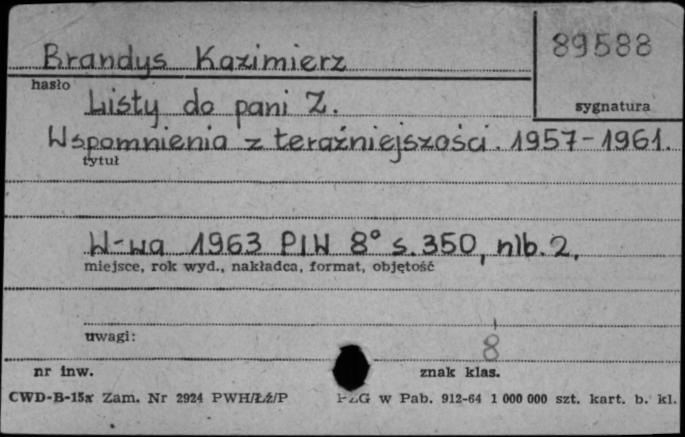 Brandys Kazimierz
89588
hasło
Listy do pani Z.
sygnatura
Wspomnienia z teraźniejszości. 1957-1961.
tytuł
W-wa 1963 PIW 8° s. 350, nlb. 2,
miejsce, rok wyd., nakładca, format, objętość
uwagi:
8
nr inw.
znak klas.
CWD-B-15x Zam. Nr 2924 PWH/Łź/P
w Pab. 912-64 1 000 000 szt. kart. b. kl.